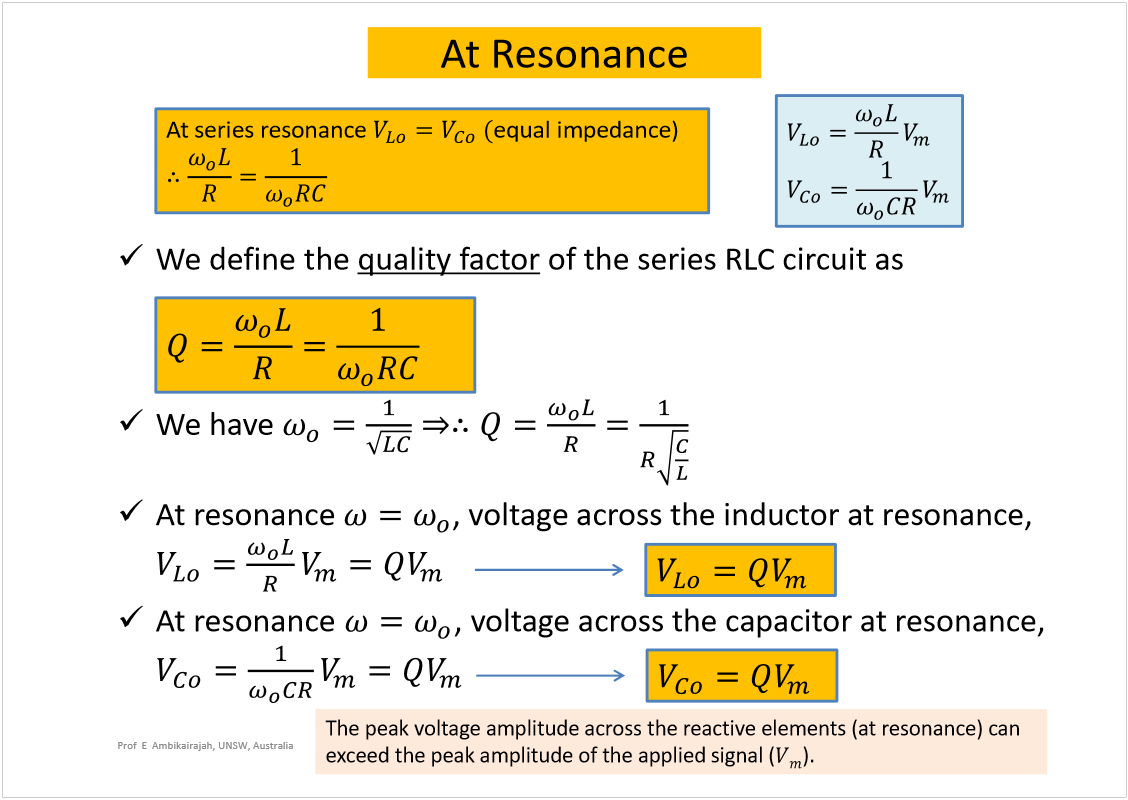 At Resonance
At series resonance $V_{Lo} = V_{Co}$ (equal impedance)
$\therefore \frac{\omega_o L}{R} = \frac{1}{\omega_o RC}$
$V_{Lo} = \frac{\omega_o L}{R} V_m$
$V_{Co} = \frac{1}{\omega_o CR} V_m$
✓ We define the quality factor of the series RLC circuit as
$Q = \frac{\omega_o L}{R} = \frac{1}{\omega_o RC}$
✓ We have $\omega_o = \frac{1}{\sqrt{LC}} \Rightarrow \therefore Q = \frac{\omega_o L}{R} = \frac{1}{R\sqrt{\frac{C}{L}}}$
✓ At resonance $\omega = \omega_o$, voltage across the inductor at resonance,
$V_{Lo} = \frac{\omega_o L}{R} V_m = QV_m$ → $V_{Lo} = QV_m$
✓ At resonance $\omega = \omega_o$, voltage across the capacitor at resonance,
$V_{Co} = \frac{1}{\omega_o CR} V_m = QV_m$ → $V_{Co} = QV_m$
The peak voltage amplitude across the reactive elements (at resonance) can
exceed the peak amplitude of the applied signal ($V_m$).
Prof E Ambikairajah, UNSW, Australia